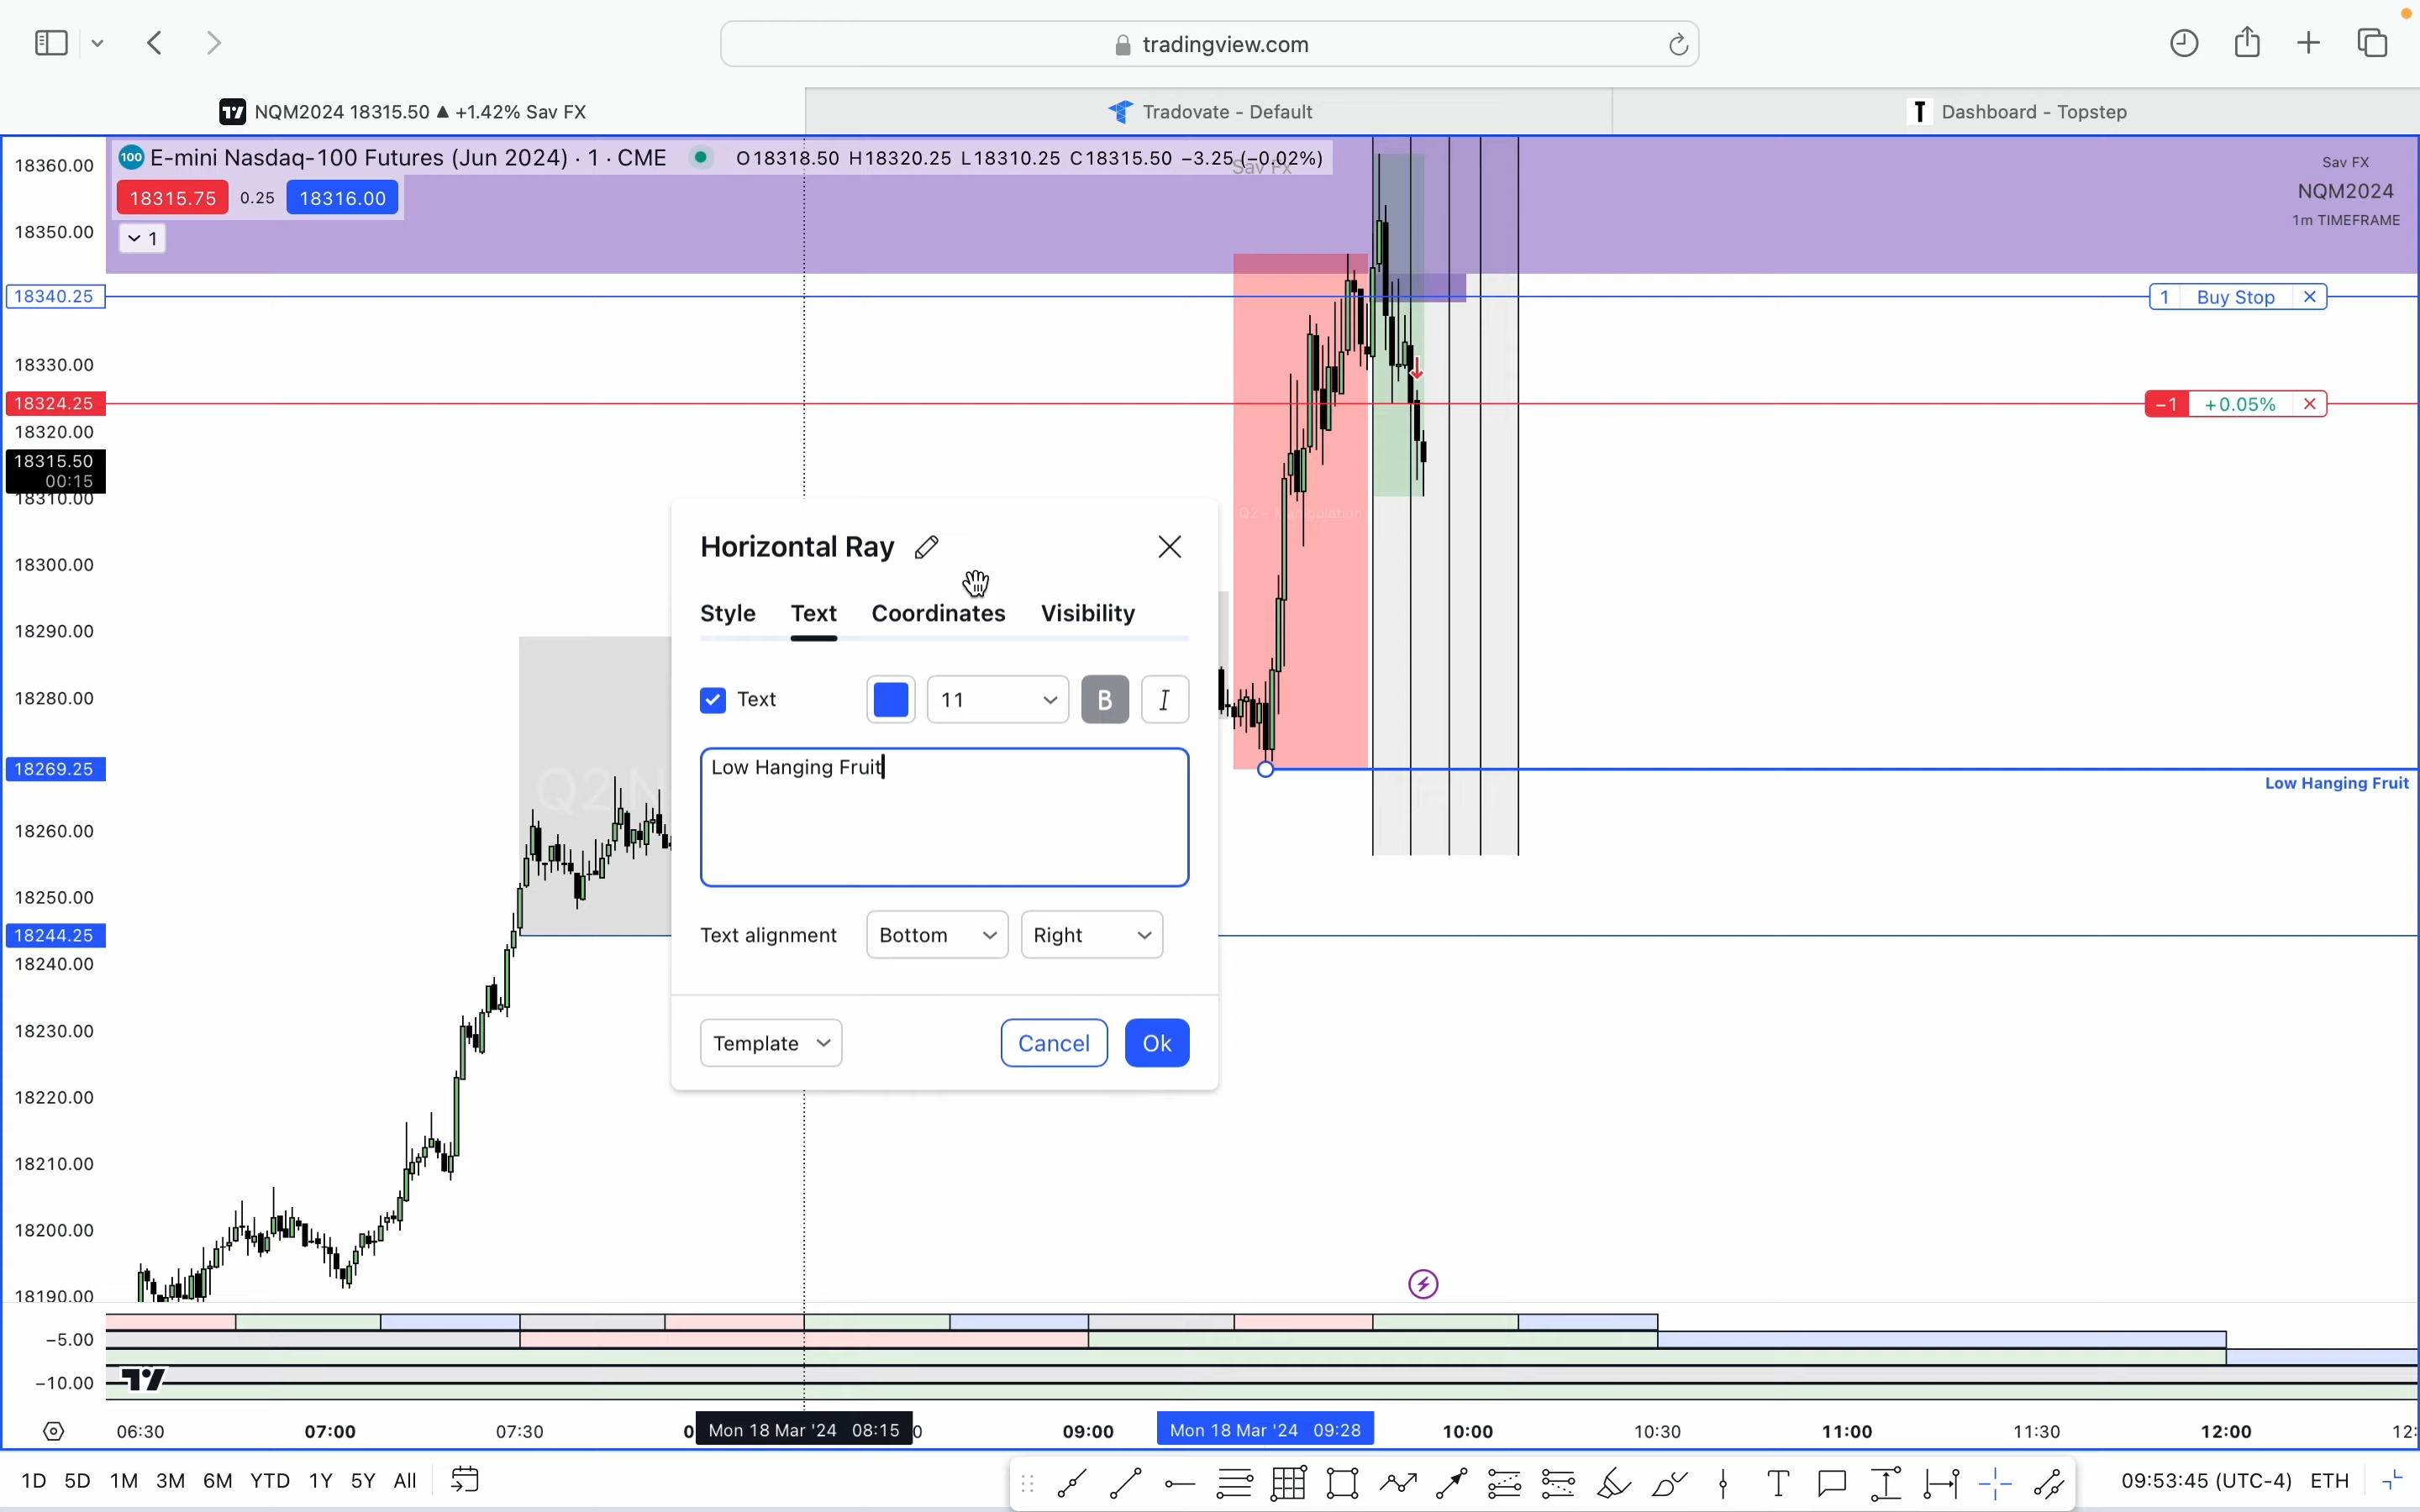 tradingview.com
NQM2024 18315.50 ▲ +1.42% Sav FX
Tradovate - Default
Dashboard - Topstep
100 E-mini Nasdaq-100 Futures (Jun 2024) · 1 · CME O18318.50 H18320.25 L18310.25 C18315.50 −3.25 (−0.02%)
Sav Fx
18315.75 0.25 18316.00
1
Sav FX
NQM2024
1m TIMEFRAME
18360.00
18350.00
18340.25
18330.00
18324.25
18320.00
18315.50
00:15
18310.00
18300.00
18290.00
18280.00
18269.25
18260.00
18250.00
18244.25
18240.00
18230.00
18220.00
18210.00
18200.00
18190.00
−5.00
−10.00
1 Buy Stop
−1 +0.05%
Horizontal Ray
Style Text Coordinates Visibility
Text 11 B I
Low Hanging Fruit
Text alignment Bottom Right
Template Cancel Ok
Low Hanging Fruit
06:30 07:00 07:30 Mon 18 Mar '24 08:15 09:00 Mon 18 Mar '24 09:28 10:00 10:30 11:00 11:30 12:00 12:
1D 5D 1M 3M 6M YTD 1Y 5Y All
09:53:45 (UTC-4) ETH